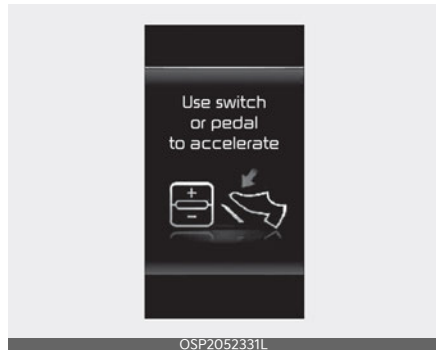 Use switch
or pedal
to accelerate
+
-
OSP2052331L